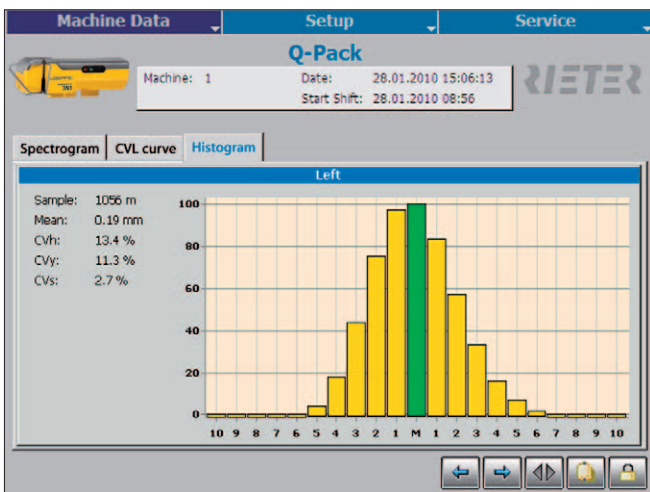 Machine Data Setup Service
Q-Pack
Machine: 1 Date: 28.01.2010 15:06:13
Start Shift: 28.01.2010 08:56
RIETER
Spectrogram CVL curve Histogram
Left
Sample: 1056 m
Mean: 0.19 mm
CVh: 13.4 %
CVy: 11.3 %
CVs: 2.7 %
100
80
60
40
20
0
10 9 8 7 6 5 4 3 2 1 M 1 2 3 4 5 6 7 8 9 10